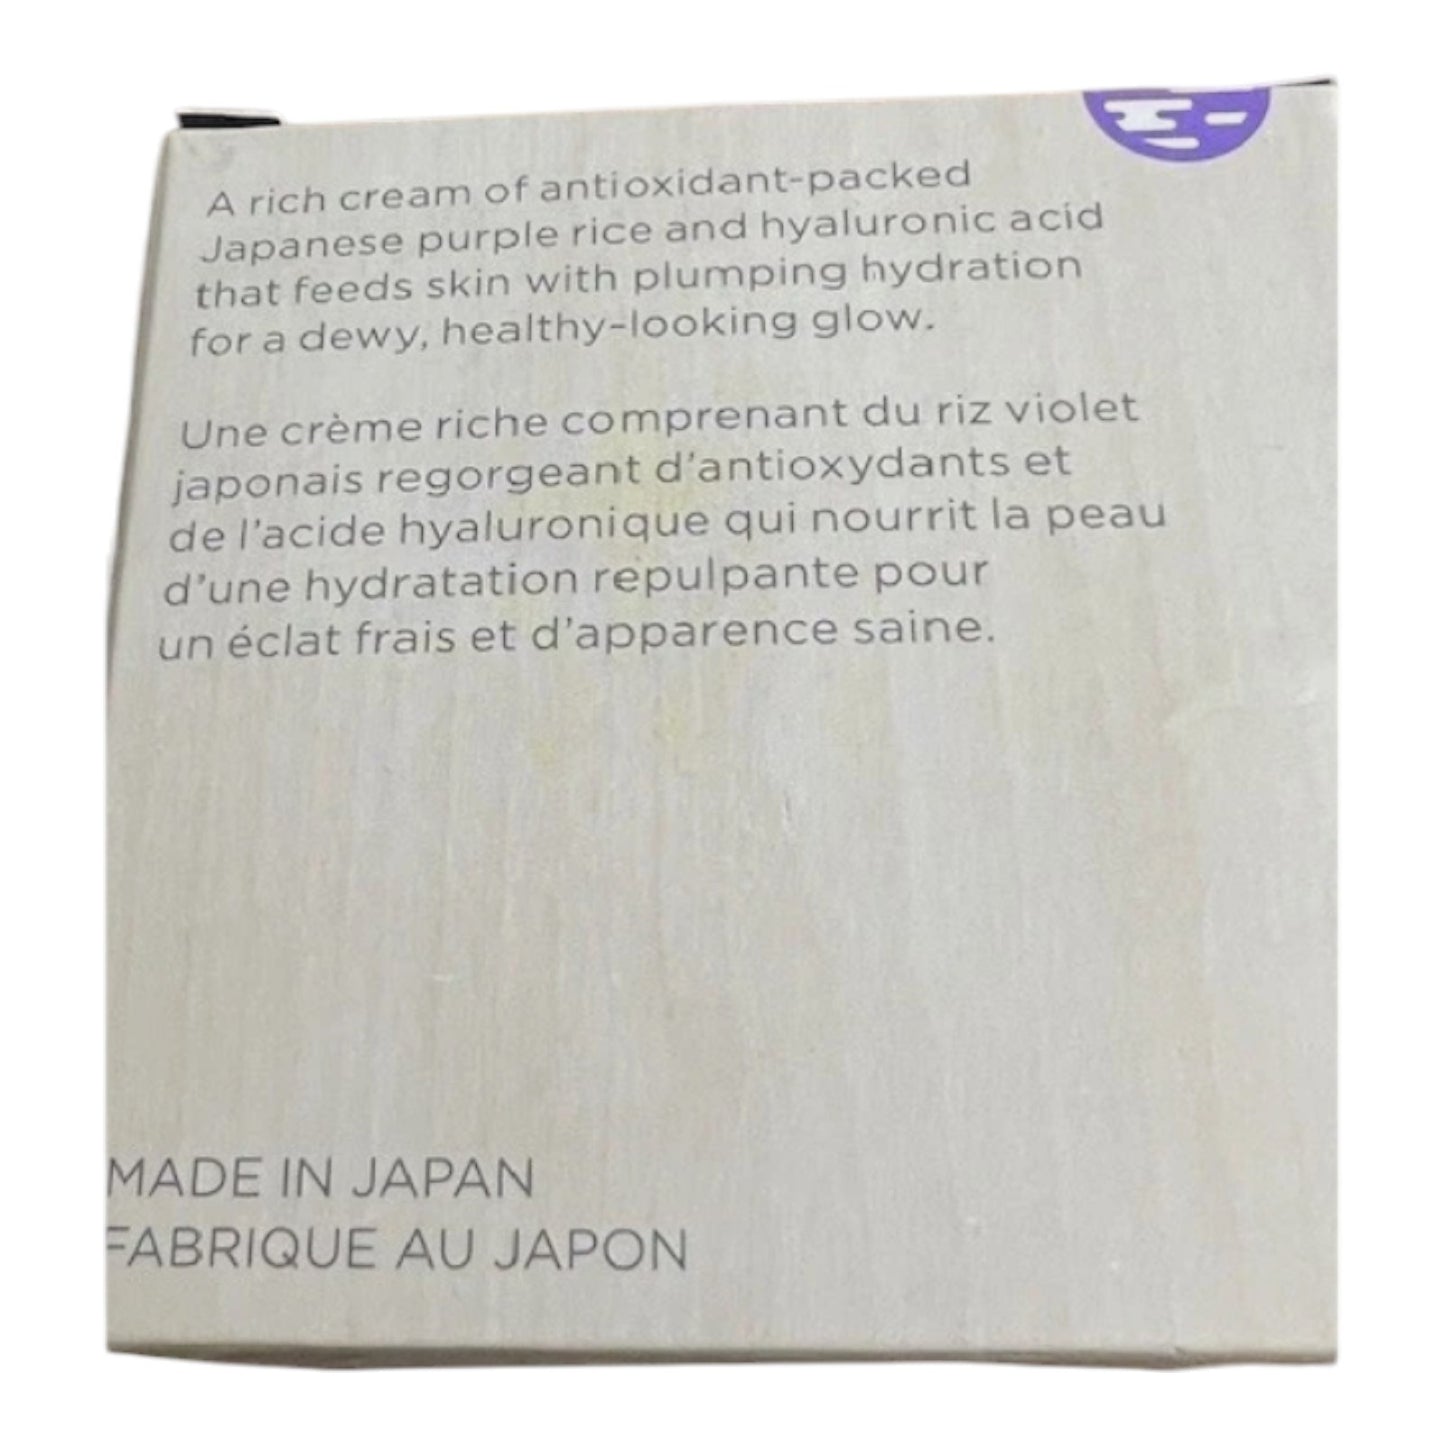 A rich cream of antioxidant-packed
Japanese purple rice and hyaluronic acid
that feeds skin with plumping hydration
for a dewy, healthy-looking glow.
Une crème riche comprenant du riz violet
japonais regorgeant d'antioxydants et
de l'acide hyaluronique qui nourrit la peau
d'une hydratation repulpante pour
un éclat frais et d'apparence saine.
MADE IN JAPAN
FABRIQUE AU JAPON